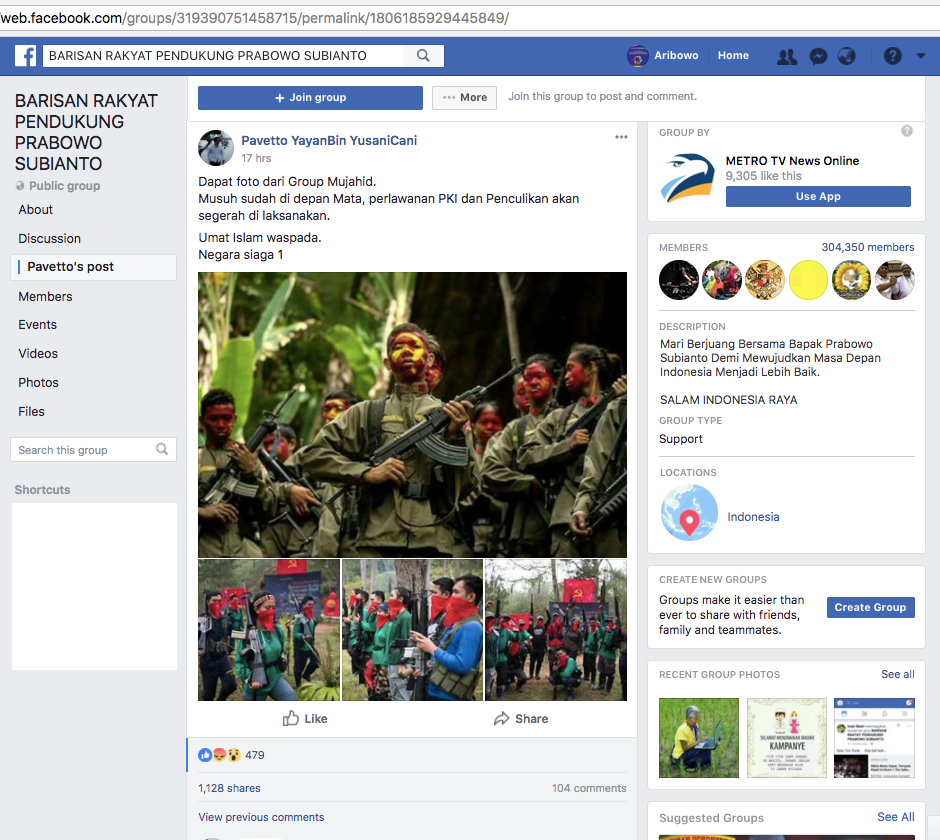 web.facebook.com/groups/319390751458715/permalink/1806185929445849/
BARISAN RAKYAT PENDUKUNG PRABOWO SUBIANTO
Aribowo
Home
BARISAN RAKYAT
PENDUKUNG
PRABOWO
SUBIANTO
Public group
About
Discussion
Pavetto's post
Members
Events
Videos
Photos
Files
Search this group
Shortcuts
+ Join group
••• More
Join this group to post and comment.
Pavetto YayanBin YusaniCani
17 hrs
Dapat foto dari Group Mujahid.
Musuh sudah di depan Mata, perlawanan PKI dan Penculikan akan
segerah di laksanakan.
Umat Islam waspada.
Negara siaga 1
Like
Share
479
1,128 shares
104 comments
View previous comments
GROUP BY
METRO TV News Online
9,305 like this
Use App
MEMBERS
304,350 members
DESCRIPTION
Mari Berjuang Bersama Bapak Prabowo
Subianto Demi Mewujudkan Masa Depan
Indonesia Menjadi Lebih Baik.
SALAM INDONESIA RAYA
GROUP TYPE
Support
LOCATIONS
Indonesia
CREATE NEW GROUPS
Groups make it easier than
ever to share with friends,
family and teammates.
Create Group
RECENT GROUP PHOTOS
See all
SELAMAT MENUNAIKAN IBADAH
KAMPANYE
Suggested Groups
See All